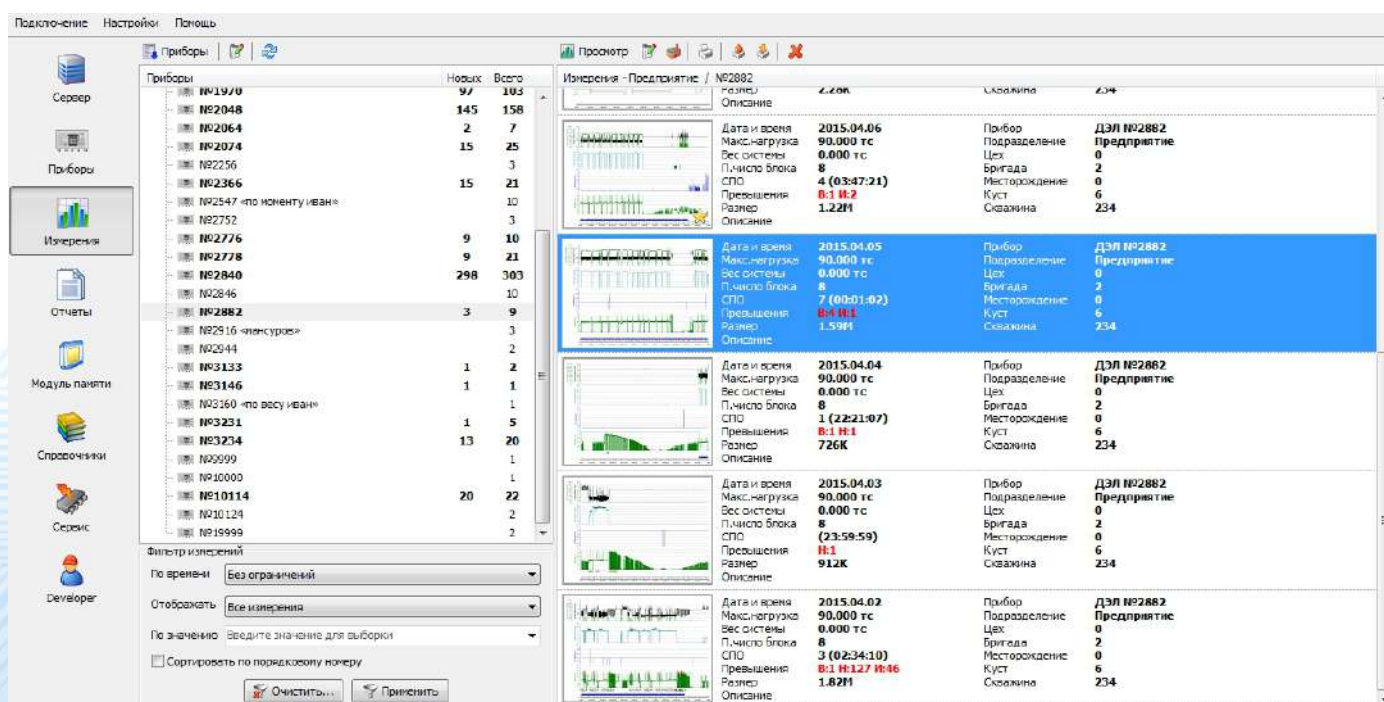 Подключение Настройки Помощь
Сервер
Приборы
Измерения
Отчеты
Модуль памяти
Справочники
Сервис
Developer
Приборы
Приборы Новых Всего
№1970 97 103
№2048 145 158
№2064 2 7
№2074 15 25
№2256 3
№2366 15 21
№2547 «по моменту иван» 10
№2752 3
№2776 9 10
№2778 9 21
№2840 298 303
№2846 10
№2882 3 9
№2916 «мансуров» 3
№2944 2
№3133 1 2
№3146 1 1
№3160 «по весу иван» 1
№3231 1 5
№3234 13 20
№9999 1
№10000 1
№10114 20 22
№10124 2
№19999 2
Фильтр измерений
По времени Без ограничений
Отображать Все измерения
По значению Введите значение для выборки
Сортировать по порядковому номеру
Очистить... Применить
Просмотр
Измерения - Предприятие / №2882
Размер 2.28K Скважина 234
Описание
Дата и время 2015.04.06 Прибор ДЭЛ №2882
Макс.нагрузка 90.000 тс Подразделение Предприятие
Вес системы 0.000 тс Цех 0
П.число блока 8 Бригада 2
СПО 4 (03:47:21) Месторождение 0
Превышения В:1 И:2 Куст 6
Размер 1.22M Скважина 234
Описание
Дата и время 2015.04.05 Прибор ДЭЛ №2882
Макс.нагрузка 90.000 тс Подразделение Предприятие
Вес системы 0.000 тс Цех 0
П.число блока 8 Бригада 2
СПО 7 (00:01:02) Месторождение 0
Превышения В:4 И:1 Куст 6
Размер 1.59M Скважина 234
Описание
Дата и время 2015.04.04 Прибор ДЭЛ №2882
Макс.нагрузка 90.000 тс Подразделение Предприятие
Вес системы 0.000 тс Цех 0
П.число блока 8 Бригада 2
СПО 1 (22:21:07) Месторождение 0
Превышения В:1 Н:1 Куст 6
Размер 726K Скважина 234
Описание
Дата и время 2015.04.03 Прибор ДЭЛ №2882
Макс.нагрузка 90.000 тс Подразделение Предприятие
Вес системы 0.000 тс Цех 0
П.число блока 8 Бригада 2
СПО (23:59:59) Месторождение 0
Превышения Н:1 Куст 6
Размер 912K Скважина 234
Описание
Дата и время 2015.04.02 Прибор ДЭЛ №2882
Макс.нагрузка 90.000 тс Подразделение Предприятие
Вес системы 0.000 тс Цех 0
П.число блока 8 Бригада 2
СПО 3 (02:34:10) Месторождение 0
Превышения В:1 Н:127 И:46 Куст 6
Размер 1.82M Скважина 234
Описание